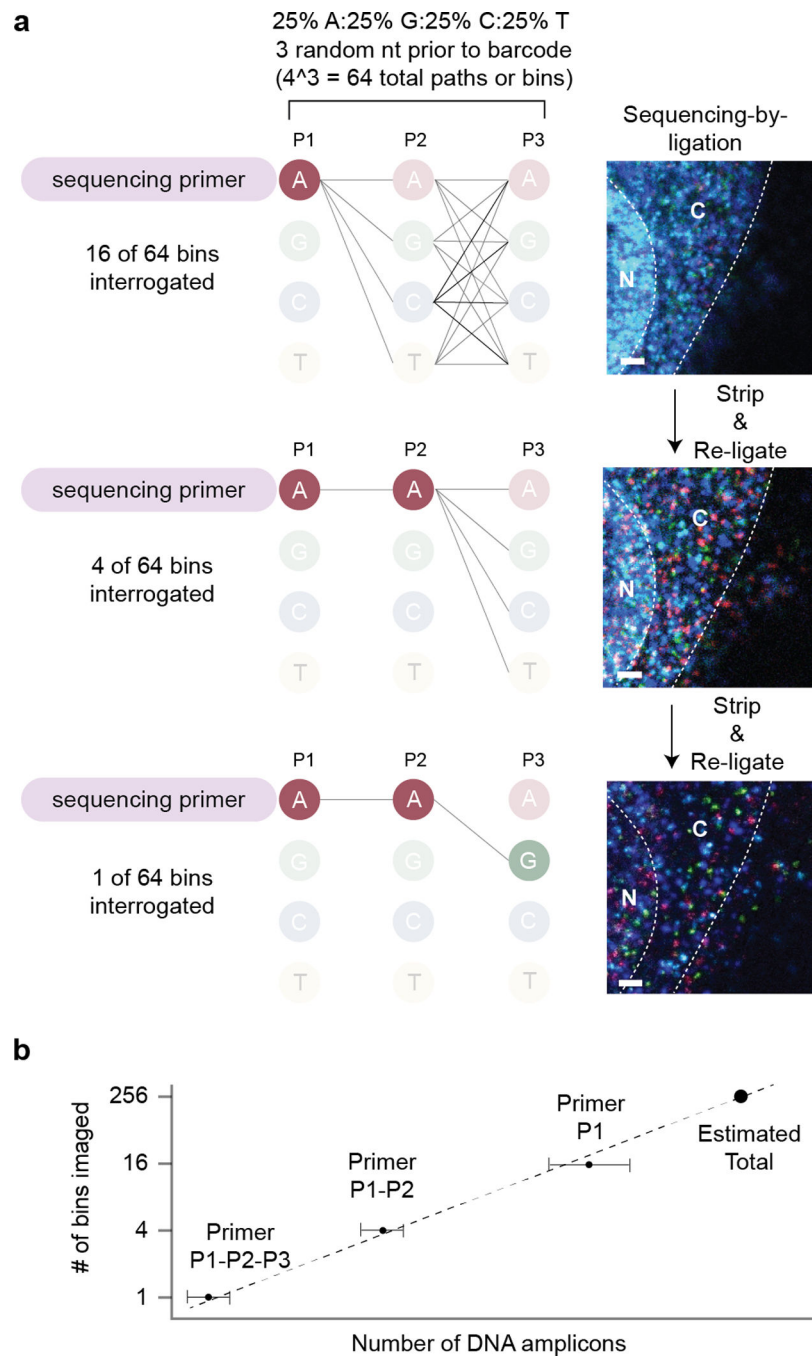 a
25% A:25% G:25% C:25% T
3 random nt prior to barcode
(4^3 = 64 total paths or bins)
P1 P2 P3
Sequencing-by-
ligation
sequencing primer
A A A
G G G
C C C
T T T
16 of 64 bins
interrogated
C
N
Strip
&
Re-ligate
P1 P2 P3
sequencing primer
A A A
G G G
C C C
T T T
4 of 64 bins
interrogated
C
N
Strip
&
Re-ligate
P1 P2 P3
sequencing primer
A A A
G G G
C C C
T T T
1 of 64 bins
interrogated
C
N
b
# of bins imaged
256
16
4
1
Primer
P1-P2-P3
Primer
P1-P2
Primer
P1
Estimated
Total
Number of DNA amplicons